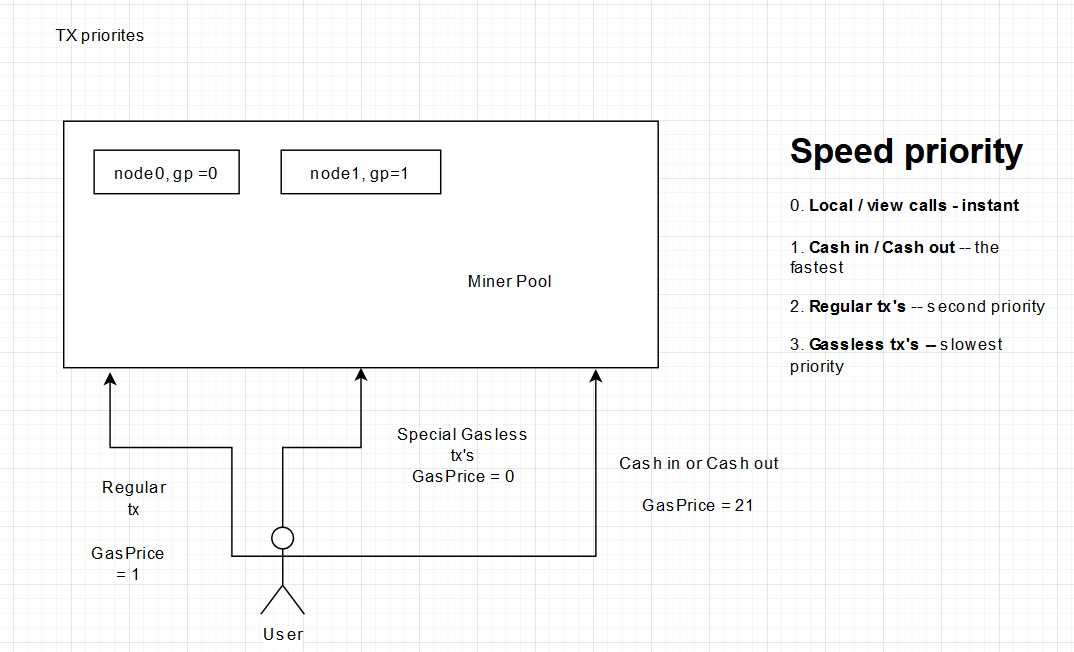 TX priorites
node0, gp =0
node1, gp=1
Miner Pool
Speed priority
0. Local / view calls - instant
1. Cash in / Cash out -- the
fastest
2. Regular tx's -- second priority
3. Gassless tx's -- slowest
priority
Special Gasless
tx's
GasPrice = 0
Cash in or Cash out
GasPrice = 21
Regular
tx
GasPrice
= 1
User